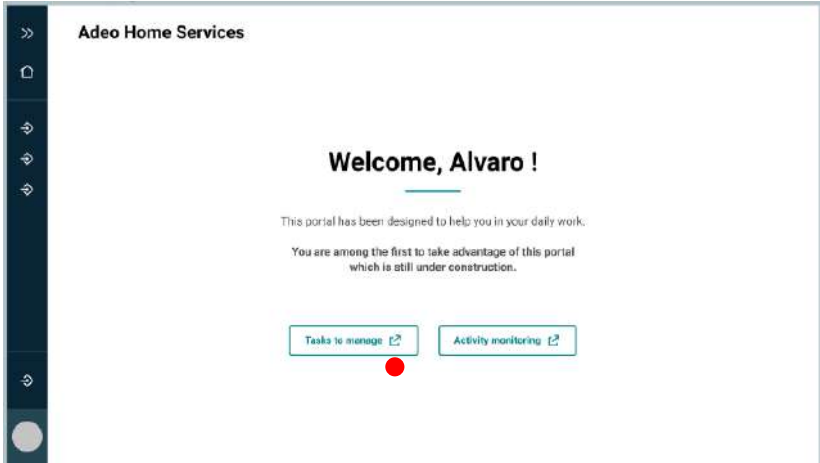 Adeo Home Services
Welcome, Alvaro !
This portal has been designed to help you in your daily work.
You are among the first to take advantage of this portal
which is still under construction.
Tasks to manage
Activity monitoring